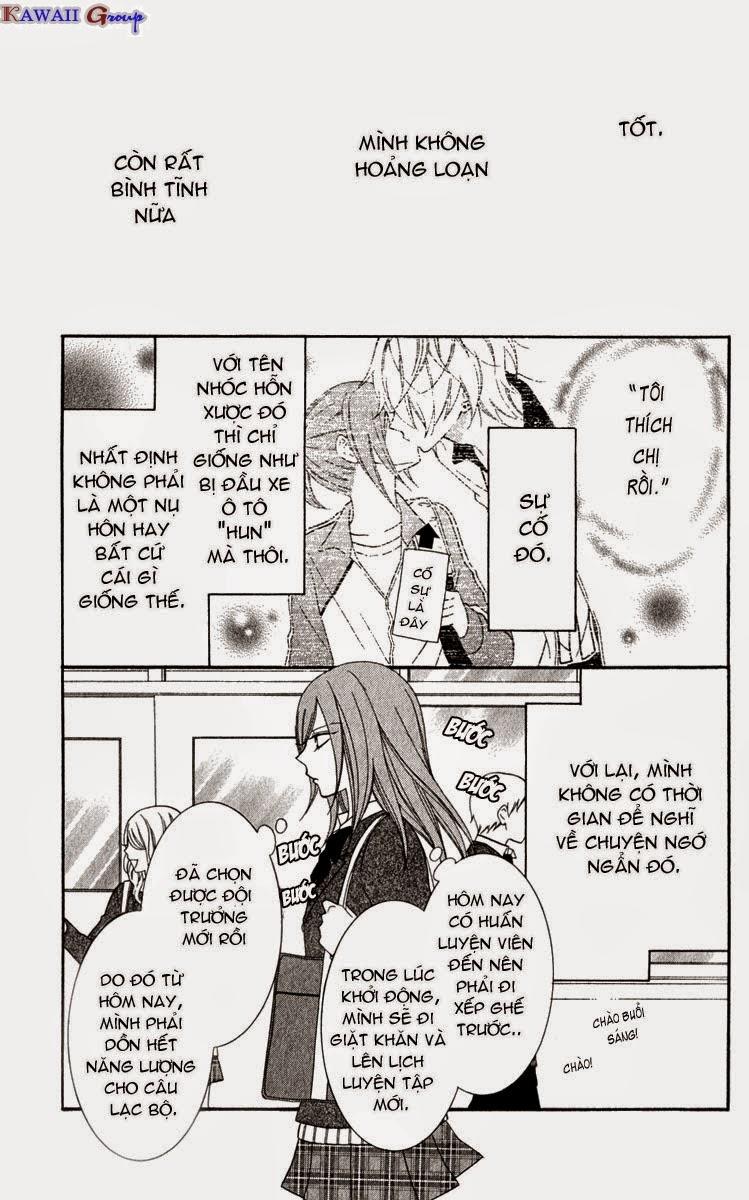 KAWAII Group
TỐT.
MÌNH KHÔNG
HOẢNG LOẠN
CÒN RẤT
BÌNH TĨNH
NỮA
"TÔI
THÍCH
CHỊ
RỒI."
SỰ
CỐ
ĐÓ.
CỐ
SỰ
LÀ
ĐÂY
VỚI TÊN
NHÓC HỖN
XƯỢC ĐÓ
THÌ CHỈ
GIỐNG NHƯ
BỊ ĐẦU XE
Ô TÔ
"HUN"
MÀ THÔI.
NHẤT ĐỊNH
KHÔNG PHẢI
LÀ MỘT NỤ
HÔN HAY
BẤT CỨ
CÁI GÌ
GIỐNG THẾ.
VỚI LẠI, MÌNH
KHÔNG CÓ THỜI
GIAN ĐỂ NGHĨ
VỀ CHUYỆN NGỚ
NGẨN ĐÓ.
BƯỚC
BƯỚC
BƯỚC
BƯỚC
HÔM NAY
CÓ HUẤN
LUYỆN VIÊN
ĐẾN NÊN
PHẢI ĐI
XẾP GHẾ
TRƯỚC..
TRONG LÚC
KHỞI ĐỘNG,
MÌNH SẼ ĐI
GIẶT KHĂN VÀ
LÊN LỊCH
LUYỆN TẬP
MỚI.
ĐÃ CHỌN
ĐƯỢC ĐỘI
TRƯỞNG
MỚI RỒI
DO ĐÓ TỪ
HÔM NAY,
MÌNH PHẢI
DỒN HẾT
NĂNG LƯỢNG
CHO CÂU
LẠC BỘ.
CHÀO BUỔI
SÁNG!
CHÀO!